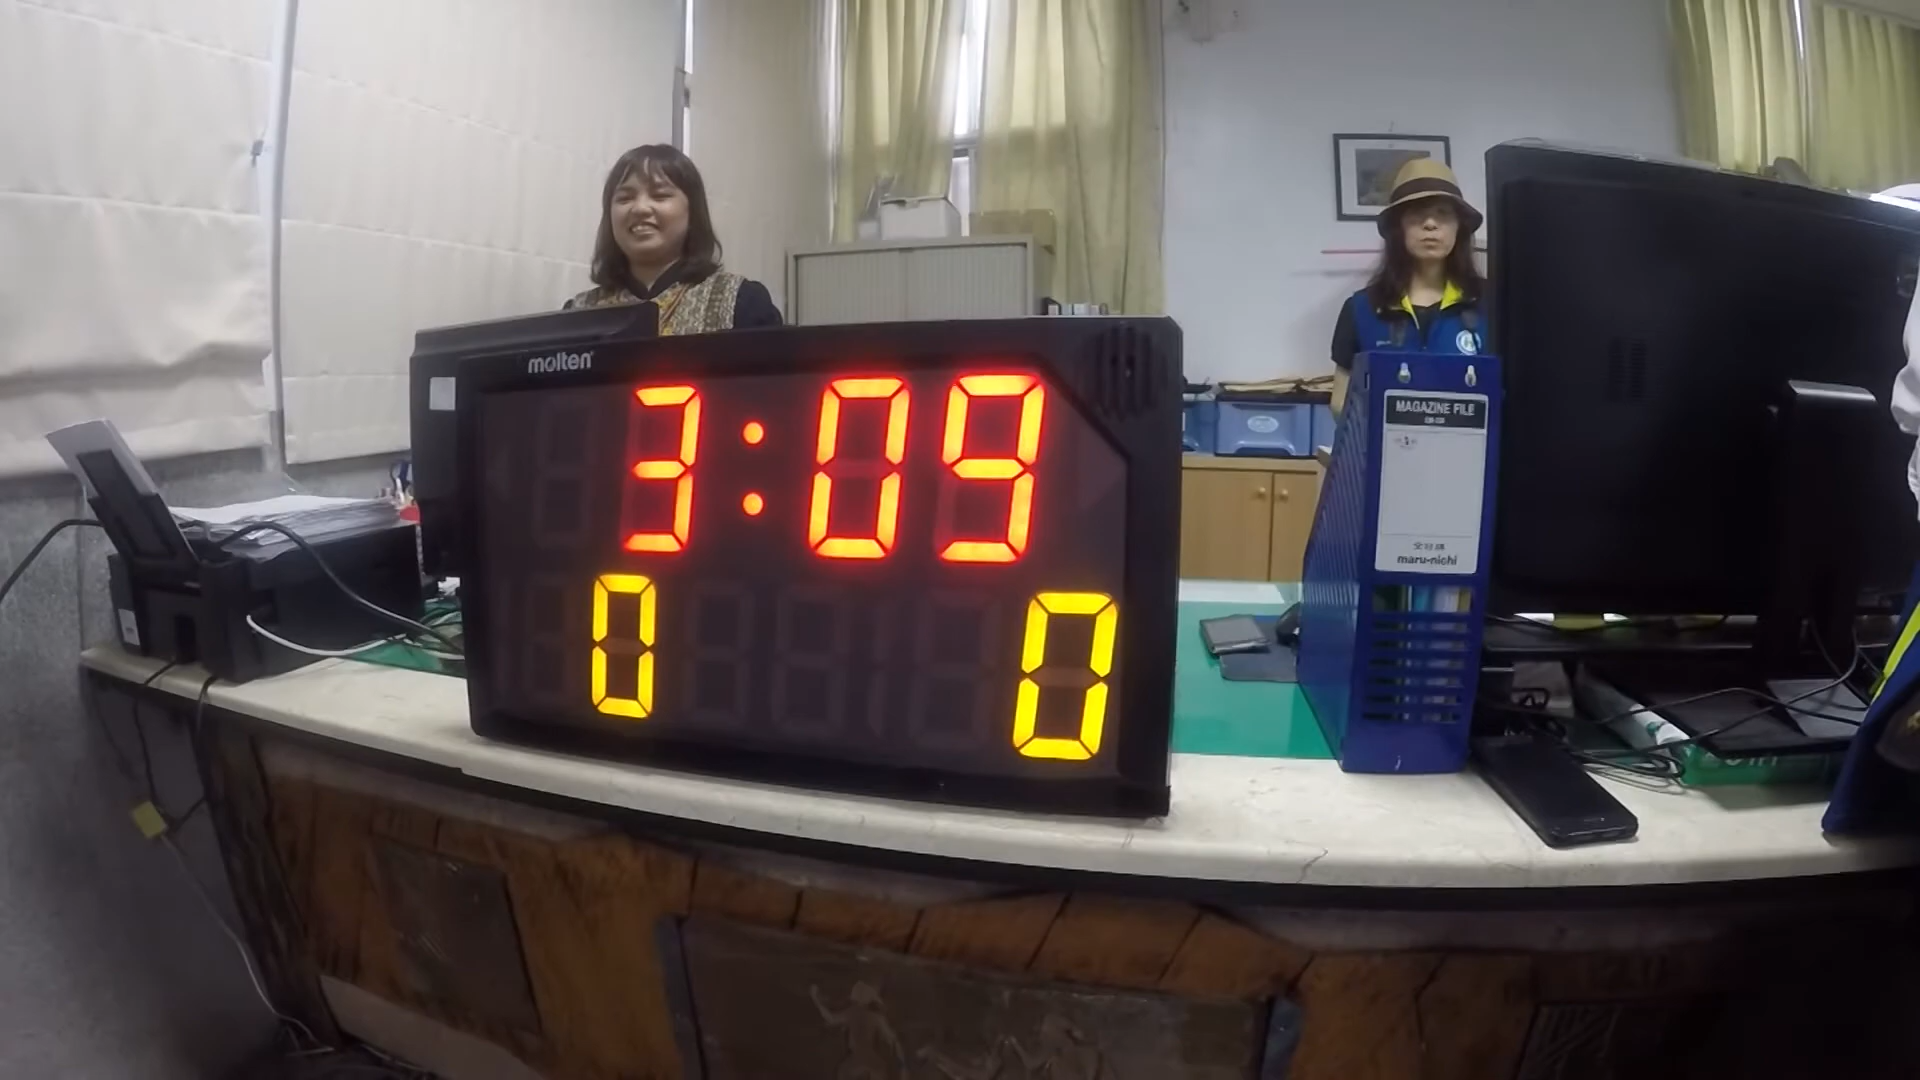 molten
3:09
0 0
MAGAZINE FILE
maru-nichi